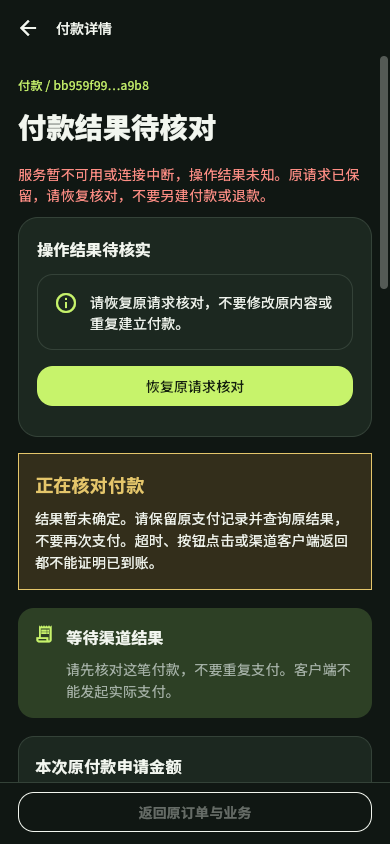 付款详情
付款 / bb959f99...a9b8
付款结果待核对
服务暂不可用或连接中断，操作结果未知。原请求已保
留，请恢复核对，不要另建付款或退款。
操作结果待核实
请恢复原请求核对，不要修改原内容或
重复建立付款。
恢复原请求核对
正在核对付款
结果暂未确定。请保留原支付记录并查询原结果，
不要再次支付。超时、按钮点击或渠道客户端返回
都不能证明已到账。
等待渠道结果
请先核对这笔付款，不要重复支付。客户端不
能发起实际支付。
本次原付款申请金额
返回原订单与业务